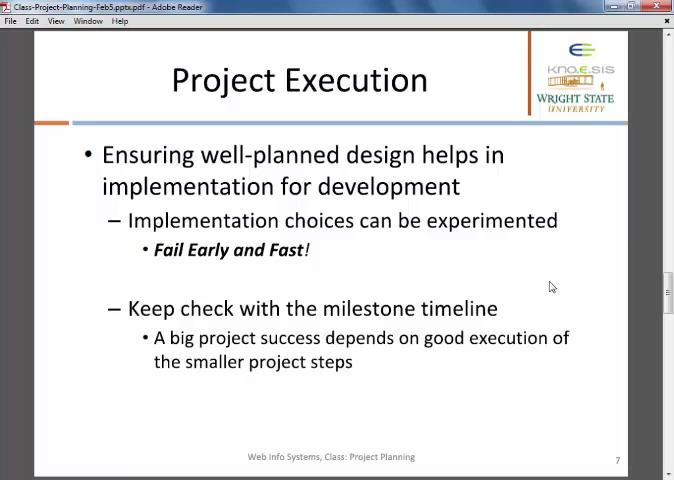 Class-Project-Planning-Feb5.pptx.pdf - Adobe Reader
File Edit View Window Help
Project Execution
kno.e.sis
WRIGHT STATE
UNIVERSITY
• Ensuring well-planned design helps in
implementation for development
– Implementation choices can be experimented
• Fail Early and Fast!
– Keep check with the milestone timeline
• A big project success depends on good execution of
the smaller project steps
Web Info Systems, Class: Project Planning
7